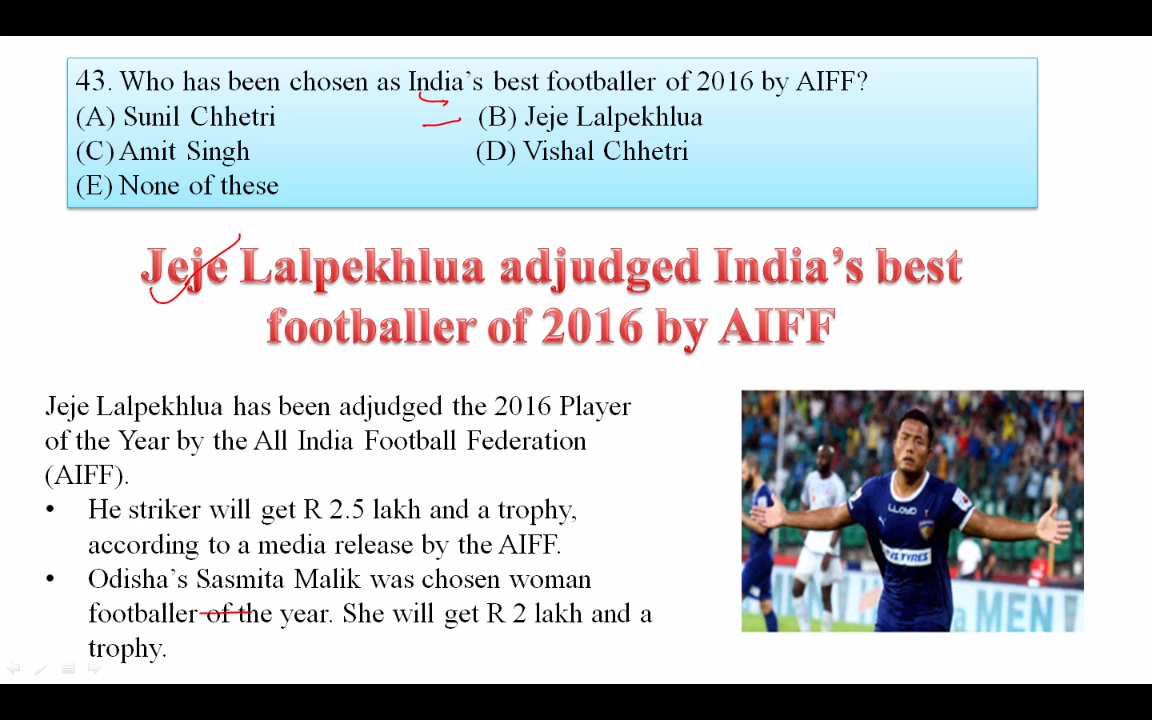 43. Who has been chosen as India’s best footballer of 2016 by AIFF?
(A) Sunil Chhetri (B) Jeje Lalpekhlua
(C) Amit Singh (D) Vishal Chhetri
(E) None of these
Jeje Lalpekhlua adjudged India’s best
footballer of 2016 by AIFF
Jeje Lalpekhlua has been adjudged the 2016 Player
of the Year by the All India Football Federation
(AIFF).
• He striker will get R 2.5 lakh and a trophy,
according to a media release by the AIFF.
• Odisha’s Sasmita Malik was chosen woman
footballer of the year. She will get R 2 lakh and a
trophy.
LLOYD
TYRES
MEN